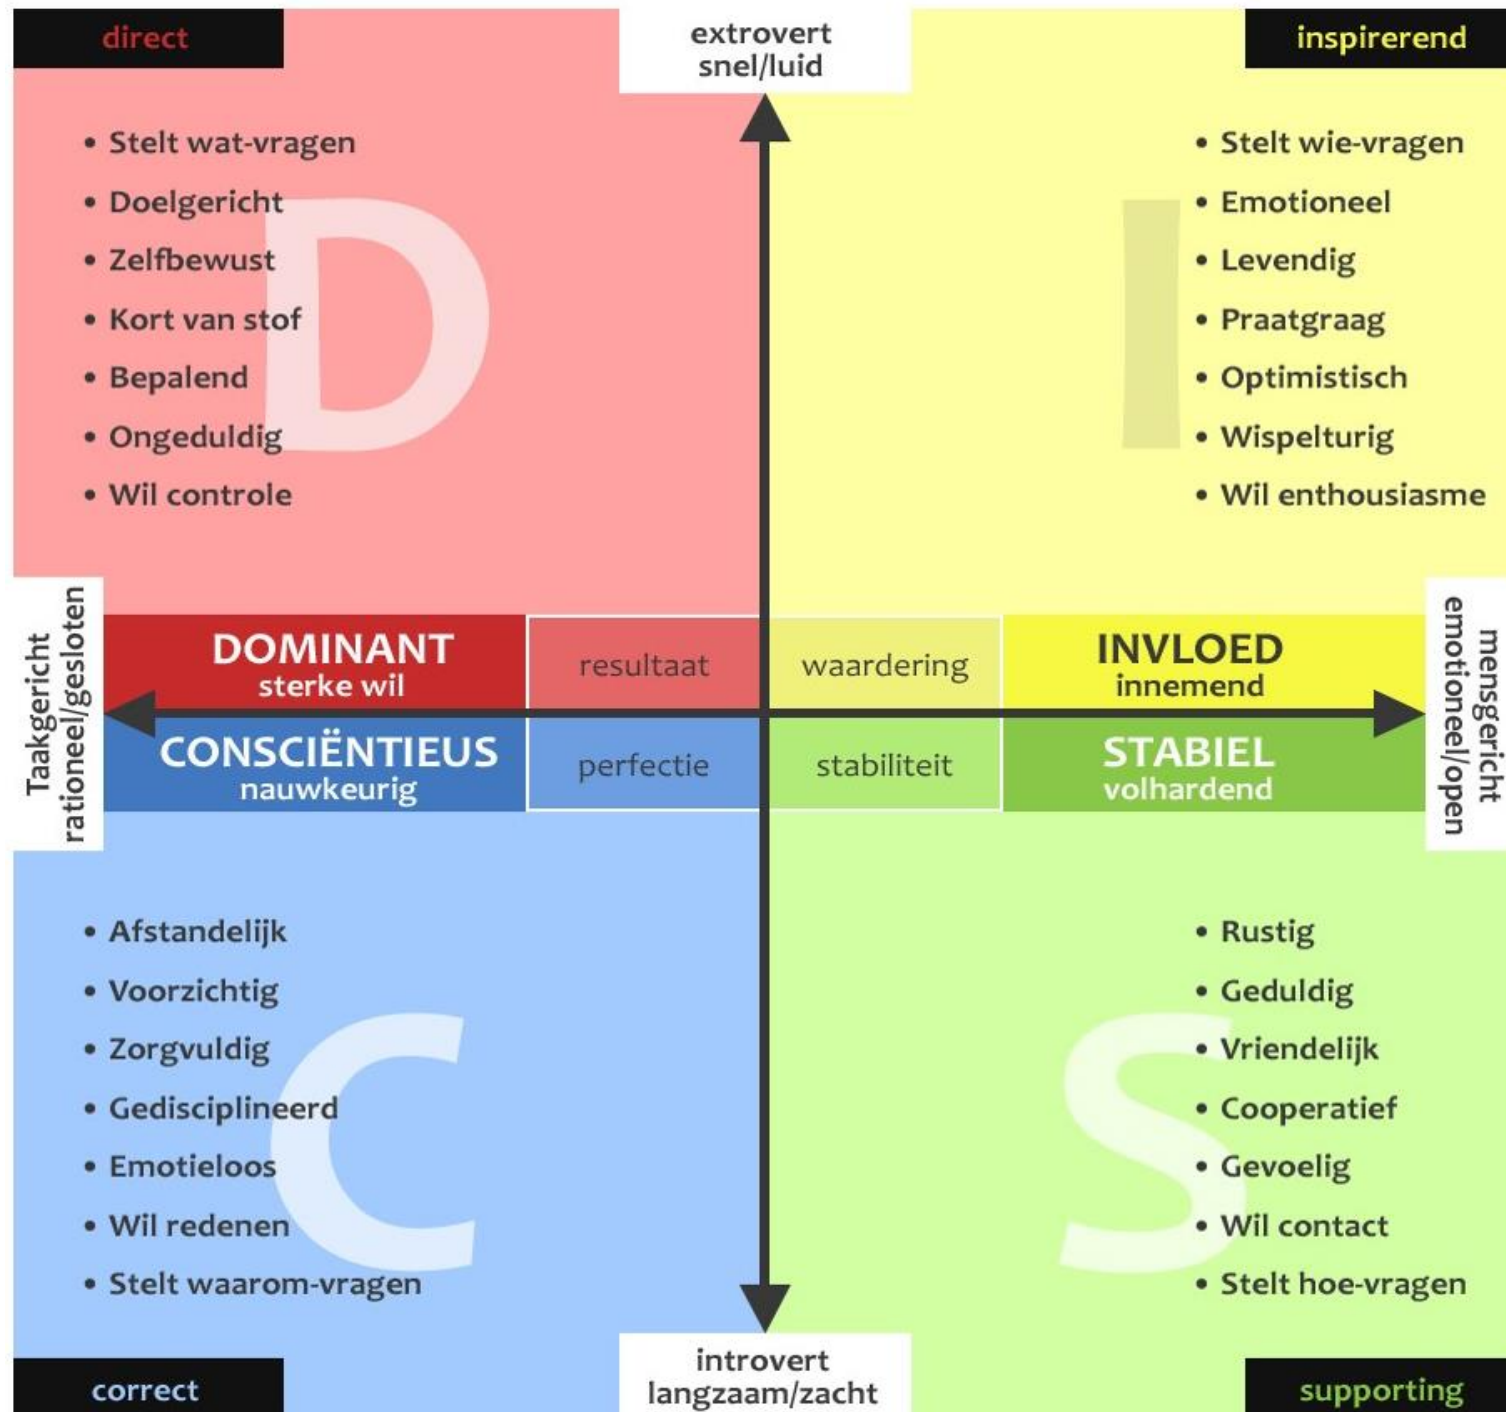 direct
extrovert
snel/luid
inspirerend
• Stelt wat-vragen
• Doelgericht
• Zelfbewust
• Kort van stof
• Bepalend
• Ongeduldig
• Wil controle
D
• Stelt wie-vragen
• Emotioneel
• Levendig
• Praatgraag
• Optimistisch
• Wispelturig
• Wil enthousiasme
I
Taakgericht
rationeel/gesloten
DOMINANT
sterke wil
resultaat
waardering
INVLOED
innemend
mensgericht
emotioneel/open
CONSCIËNTIEUS
nauwkeurig
perfectie
stabiliteit
STABIEL
volhardend
• Afstandelijk
• Voorzichtig
• Zorgvuldig
• Gedisciplineerd
• Emotieloos
• Wil redenen
• Stelt waarom-vragen
C
• Rustig
• Geduldig
• Vriendelijk
• Cooperatief
• Gevoelig
• Wil contact
• Stelt hoe-vragen
S
correct
introvert
langzaam/zacht
supporting